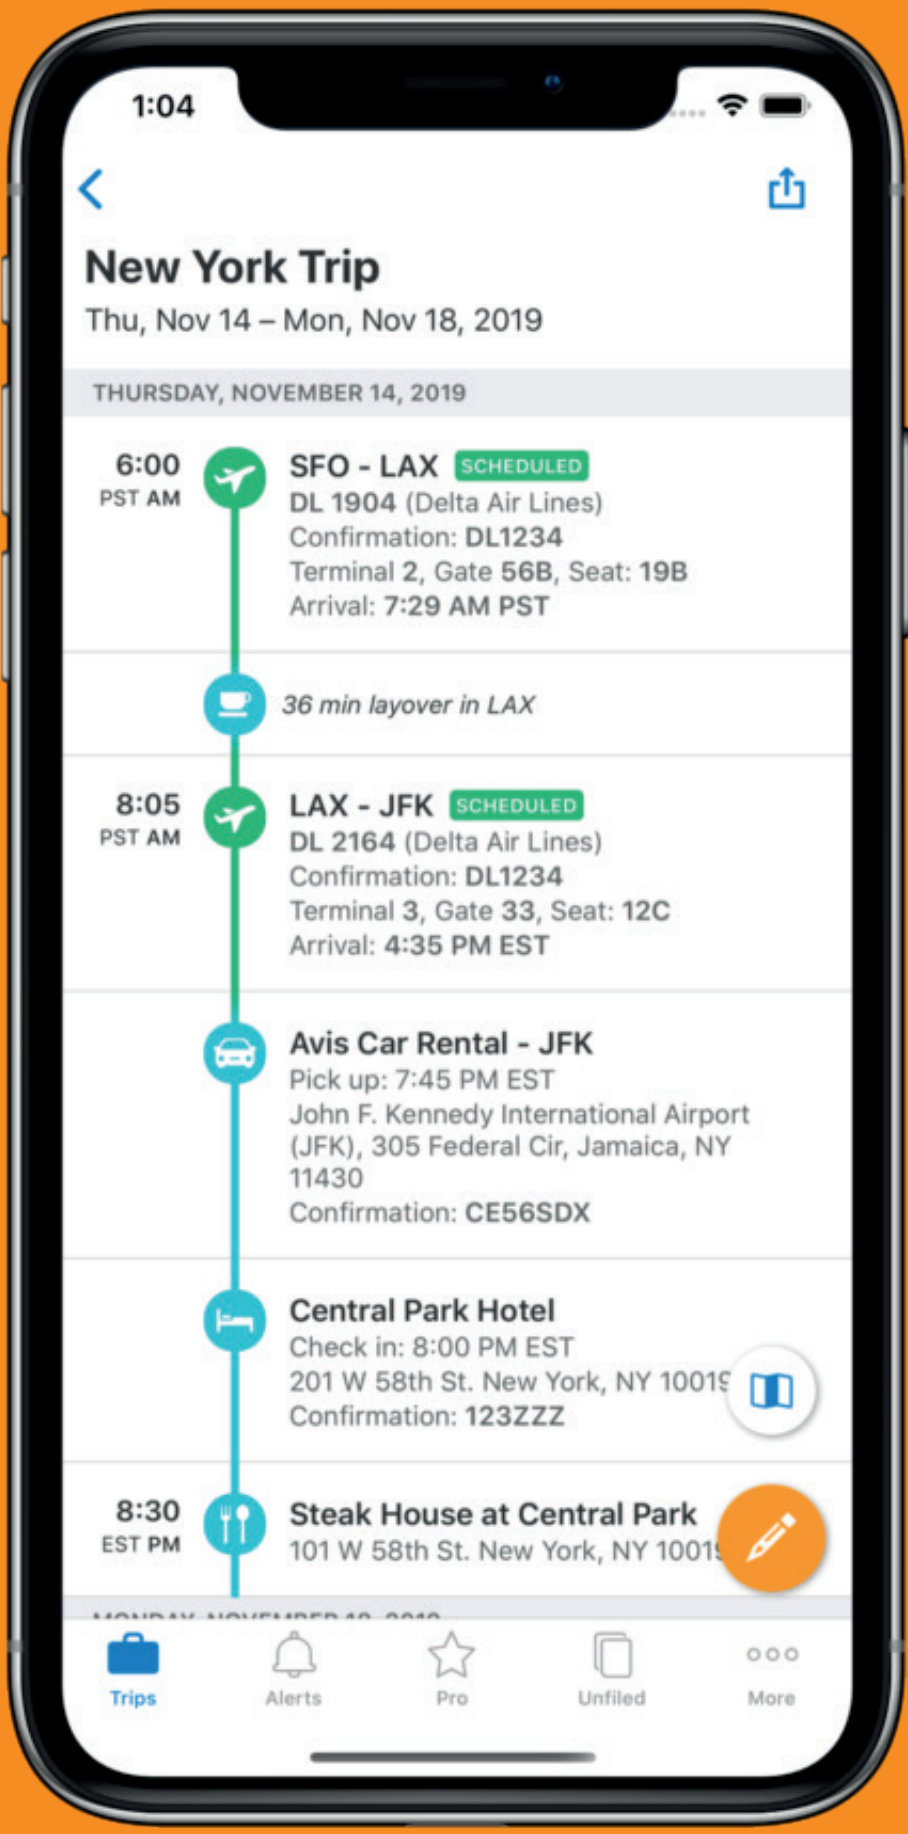 1:04
New York Trip
Thu, Nov 14 – Mon, Nov 18, 2019
THURSDAY, NOVEMBER 14, 2019
6:00
PST AM
SFO - LAX SCHEDULED
DL 1904 (Delta Air Lines)
Confirmation: DL1234
Terminal 2, Gate 56B, Seat: 19B
Arrival: 7:29 AM PST
36 min layover in LAX
8:05
PST AM
LAX - JFK SCHEDULED
DL 2164 (Delta Air Lines)
Confirmation: DL1234
Terminal 3, Gate 33, Seat: 12C
Arrival: 4:35 PM EST
Avis Car Rental - JFK
Pick up: 7:45 PM EST
John F. Kennedy International Airport
(JFK), 305 Federal Cir, Jamaica, NY
11430
Confirmation: CE56SDX
Central Park Hotel
Check in: 8:00 PM EST
201 W 58th St. New York, NY 10019
Confirmation: 123ZZZ
8:30
EST PM
Steak House at Central Park
101 W 58th St. New York, NY 10019
MONDAY, NOVEMBER 18, 2019
Trips
Alerts
Pro
Unfiled
More